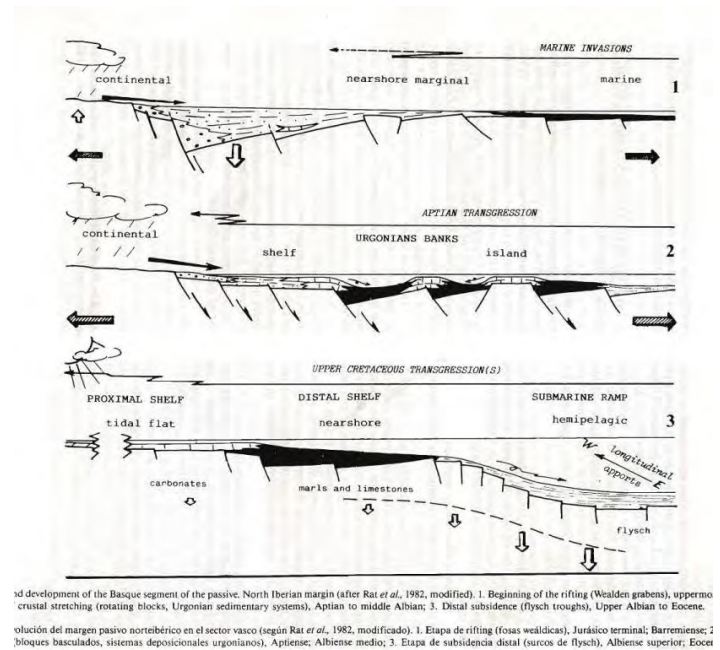 MARINE INVASIONS
continental nearshore marginal marine 1
APTIAN TRANSGRESSION
continental URGONIANS BANKS
shelf island 2
UPPER CRETACEOUS TRANSGRESSION(S)
PROXIMAL SHELF DISTAL SHELF SUBMARINE RAMP
tidal flat nearshore hemipelagic 3
W longitudinal apports E
carbonates marls and limestones
flysch
development of the Basque segment of the passive. North Iberian margin (after Rat et al., 1982, modified). 1. Beginning of the rifting (Wealden grabens),
crustal stretching (rotating blocks, Urgonian sedimentary systems), Aptian to middle Albian; 3. Distal subsidence (flysch troughs), Upper Albian to Eocene.
del margen pasivo norteibérico en el sector vasco (según Rat et al., 1982, modificado). 1. Etapa de rifting (fosas weáldicas), Jurásico terminal; Barremiense; 2
basculados, sistemas deposicionales urgonianos), Aptiense; Albiense medio; 3. Etapa de subsidencia distal (surcos de flysch), Albiense superior;